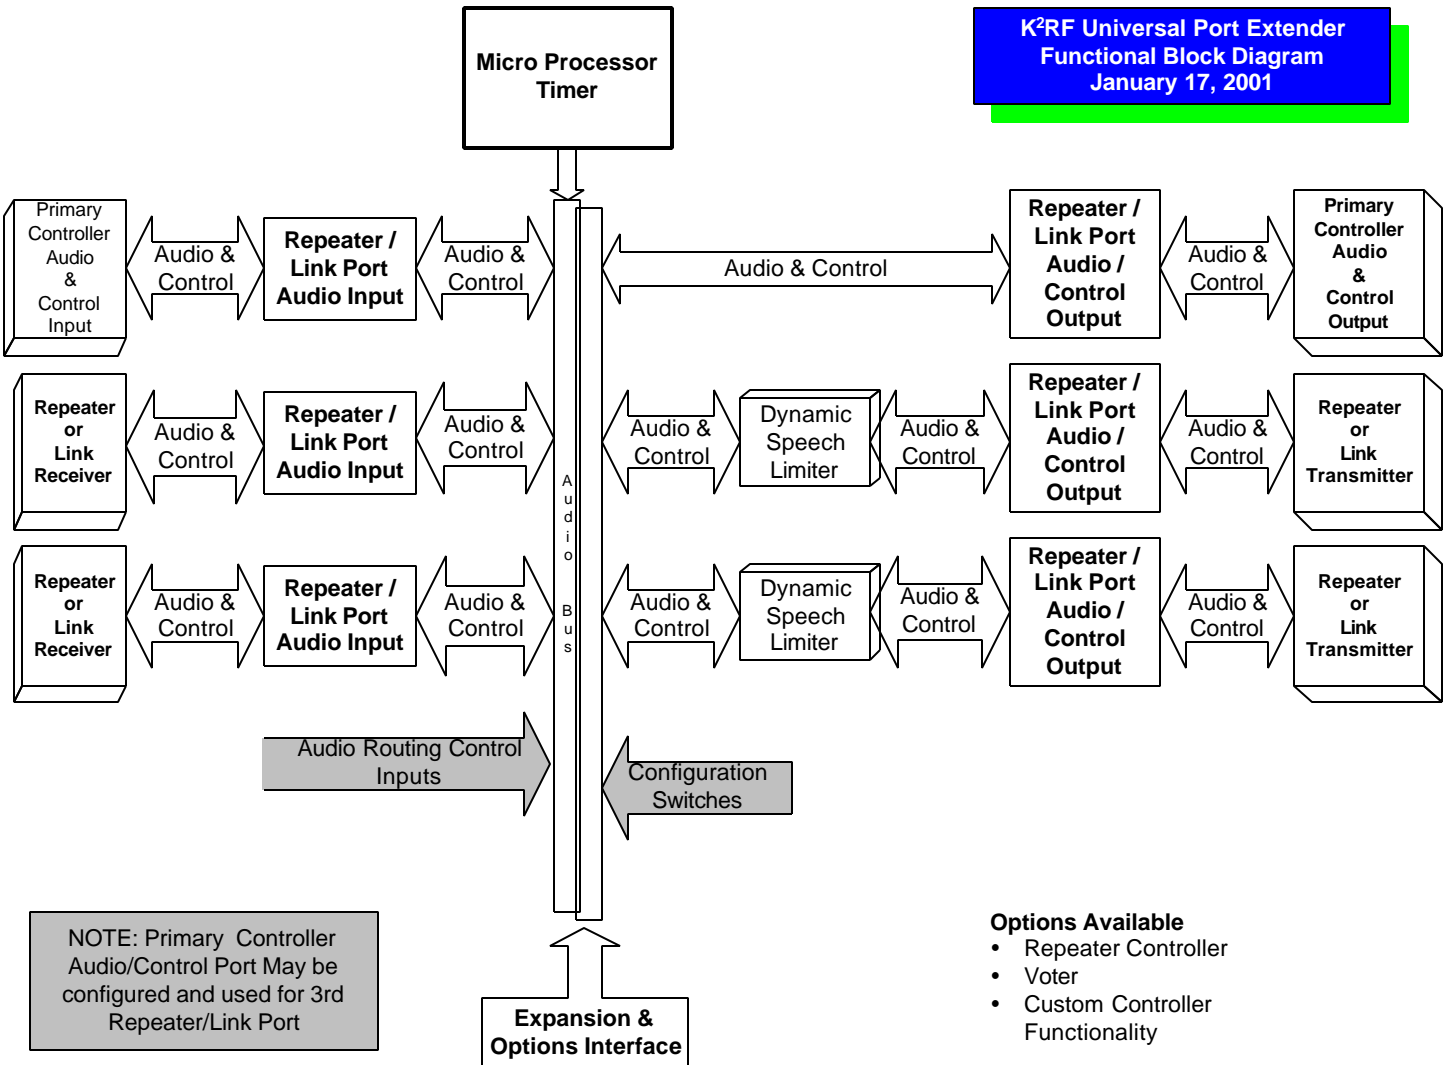 Micro Processor
Timer
K²RF Universal Port Extender
Functional Block Diagram
January 17, 2001
Primary
Controller
Audio
&
Control
Input
Audio &
Control
Repeater /
Link Port
Audio Input
Audio &
Control
Audio & Control
Repeater /
Link Port
Audio /
Control
Output
Audio &
Control
Primary
Controller
Audio
&
Control
Output
Repeater
or
Link
Receiver
Audio &
Control
Repeater /
Link Port
Audio Input
Audio &
Control
Audio &
Control
Dynamic
Speech
Limiter
Audio &
Control
Repeater /
Link Port
Audio /
Control
Output
Audio &
Control
Repeater
or
Link
Transmitter
Audio Bus
Repeater
or
Link
Receiver
Audio &
Control
Repeater /
Link Port
Audio Input
Audio &
Control
Audio &
Control
Dynamic
Speech
Limiter
Audio &
Control
Repeater /
Link Port
Audio /
Control
Output
Audio &
Control
Repeater
or
Link
Transmitter
Audio Routing Control
Inputs
Configuration
Switches
NOTE: Primary Controller
Audio/Control Port May be
configured and used for 3rd
Repeater/Link Port
Expansion &
Options Interface
Options Available
• Repeater Controller
• Voter
• Custom Controller
Functionality